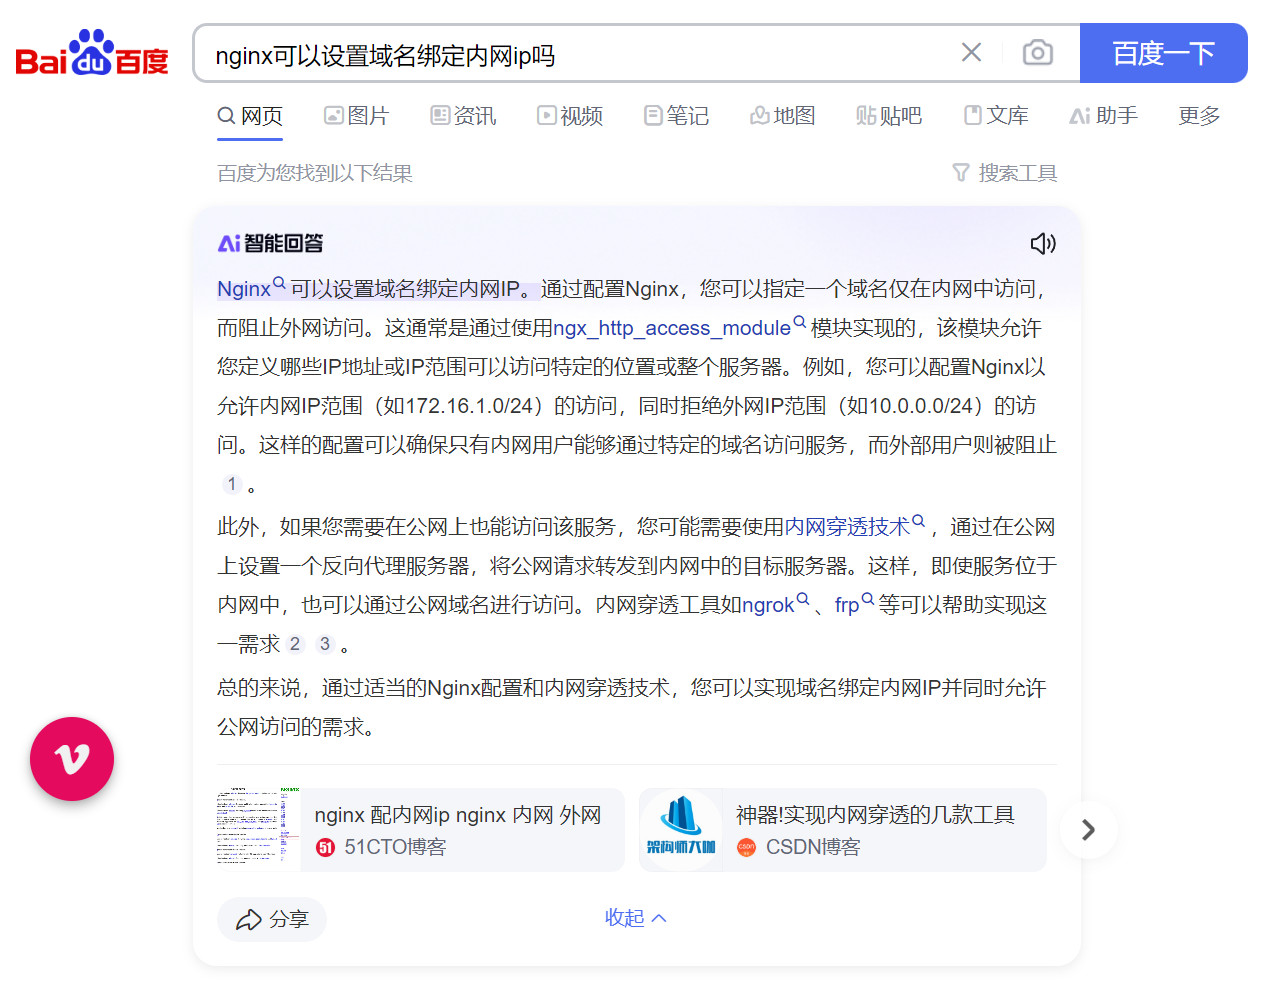 Bai du 百度
nginx可以设置域名绑定内网ip吗
百度一下
网页 图片 资讯 视频 笔记 地图 贴吧 文库 助手 更多
百度为您找到以下结果
搜索工具
Ai 智能回答
Nginx 可以设置域名绑定内网IP。通过配置Nginx，您可以指定一个域名仅在内网中访问，
而阻止外网访问。这通常是通过使用ngx_http_access_module 模块实现的，该模块允许
您定义哪些IP地址或IP范围可以访问特定的位置或整个服务器。例如，您可以配置Nginx以
允许内网IP范围（如172.16.1.0/24）的访问，同时拒绝外网IP范围（如10.0.0.0/24）的访
问。这样的配置可以确保只有内网用户能够通过特定的域名访问服务，而外部用户则被阻止
1 。
此外，如果您需要在公网上也能访问该服务，您可能需要使用内网穿透技术 ，通过在公网
上设置一个反向代理服务器，将公网请求转发到内网中的目标服务器。这样，即使服务位于
内网中，也可以通过公网域名进行访问。内网穿透工具如ngrok 、frp 等可以帮助实现这
一需求 2 3 。
总的来说，通过适当的Nginx配置和内网穿透技术，您可以实现域名绑定内网IP并同时允许
公网访问的需求。
nginx 配内网ip nginx 内网 外网
51 51CTO博客
架构师大咖
神器!实现内网穿透的几款工具
CSDN CSDN博客
分享
收起